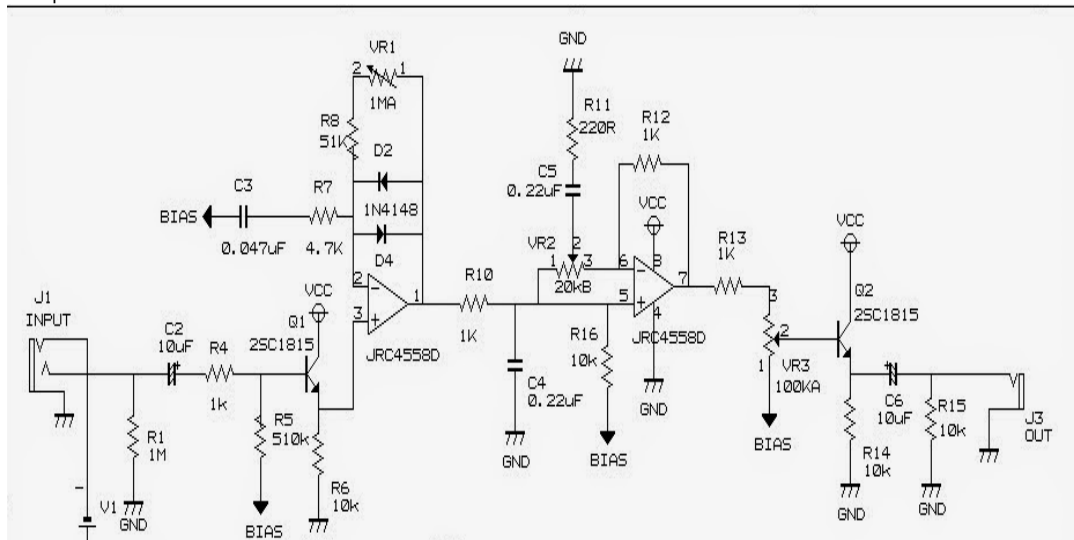 GND
VR1
2 1
1MA
R8
51K
R11
220R
R12
1K
D2
1N4148
C5
0.22uF
VCC
VCC
C3
R7
BIAS
0.047uF
4.7K
D4
VR2
1 2 3
20kB
6
8
7
R13
1K
2
3
1
JRC4558D
R10
1K
5
4
JRC4558D
3
2
1
VR3
100KA
Q2
2SC1815
J1
INPUT
C2
10uF
R4
1k
VCC
Q1
2SC1815
R16
10k
C4
0.22uF
GND
R1
1M
R5
510k
R6
10k
GND
BIAS
BIAS
C6
10uF
R15
10k
J3
OUT
R14
10k
V1
GND
BIAS
GND
GND